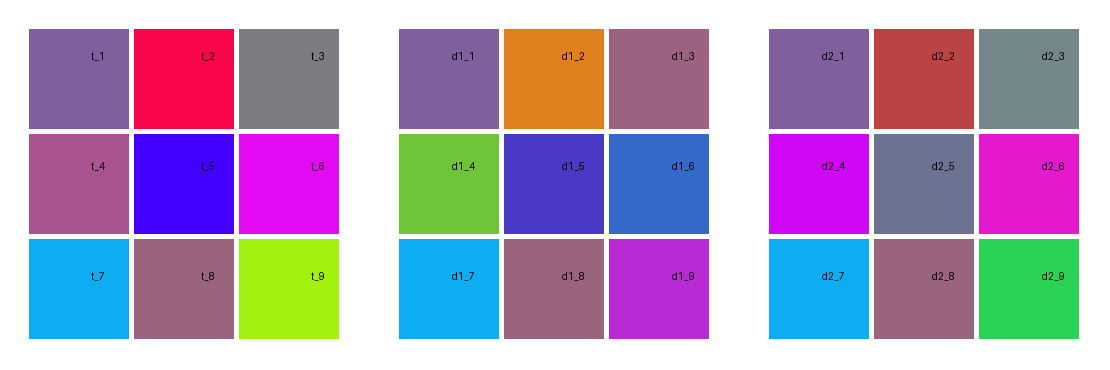 t_1 t_2 t_3 d1_1 d1_2 d1_3 d2_1 d2_2 d2_3
t_4 t_5 t_6 d1_4 d1_5 d1_6 d2_4 d2_5 d2_6
t_7 t_8 t_9 d1_7 d1_8 d1_9 d2_7 d2_8 d2_9